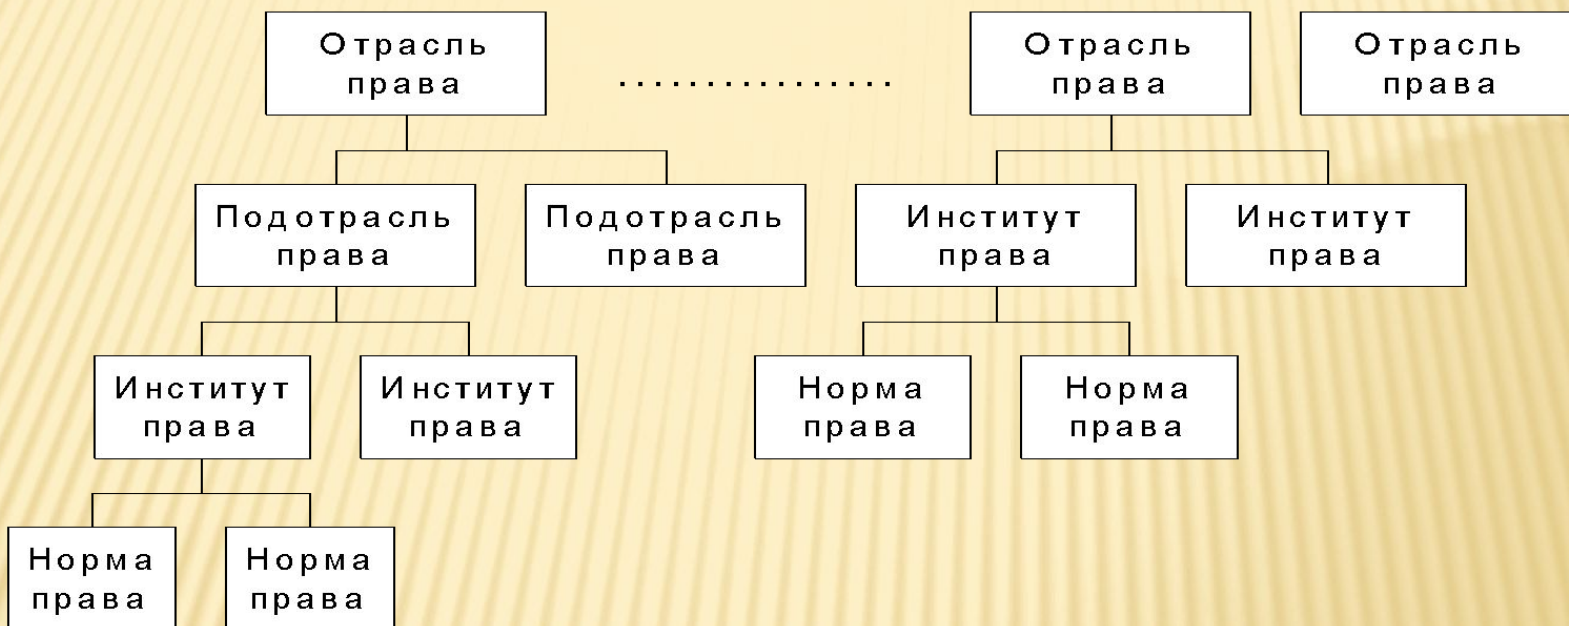 Отрасль
права
................
Отрасль
права
Отрасль
права
Подотрасль
права
Подотрасль
права
Институт
права
Институт
права
Институт
права
Институт
права
Норма
права
Норма
права
Норма
права
Норма
права